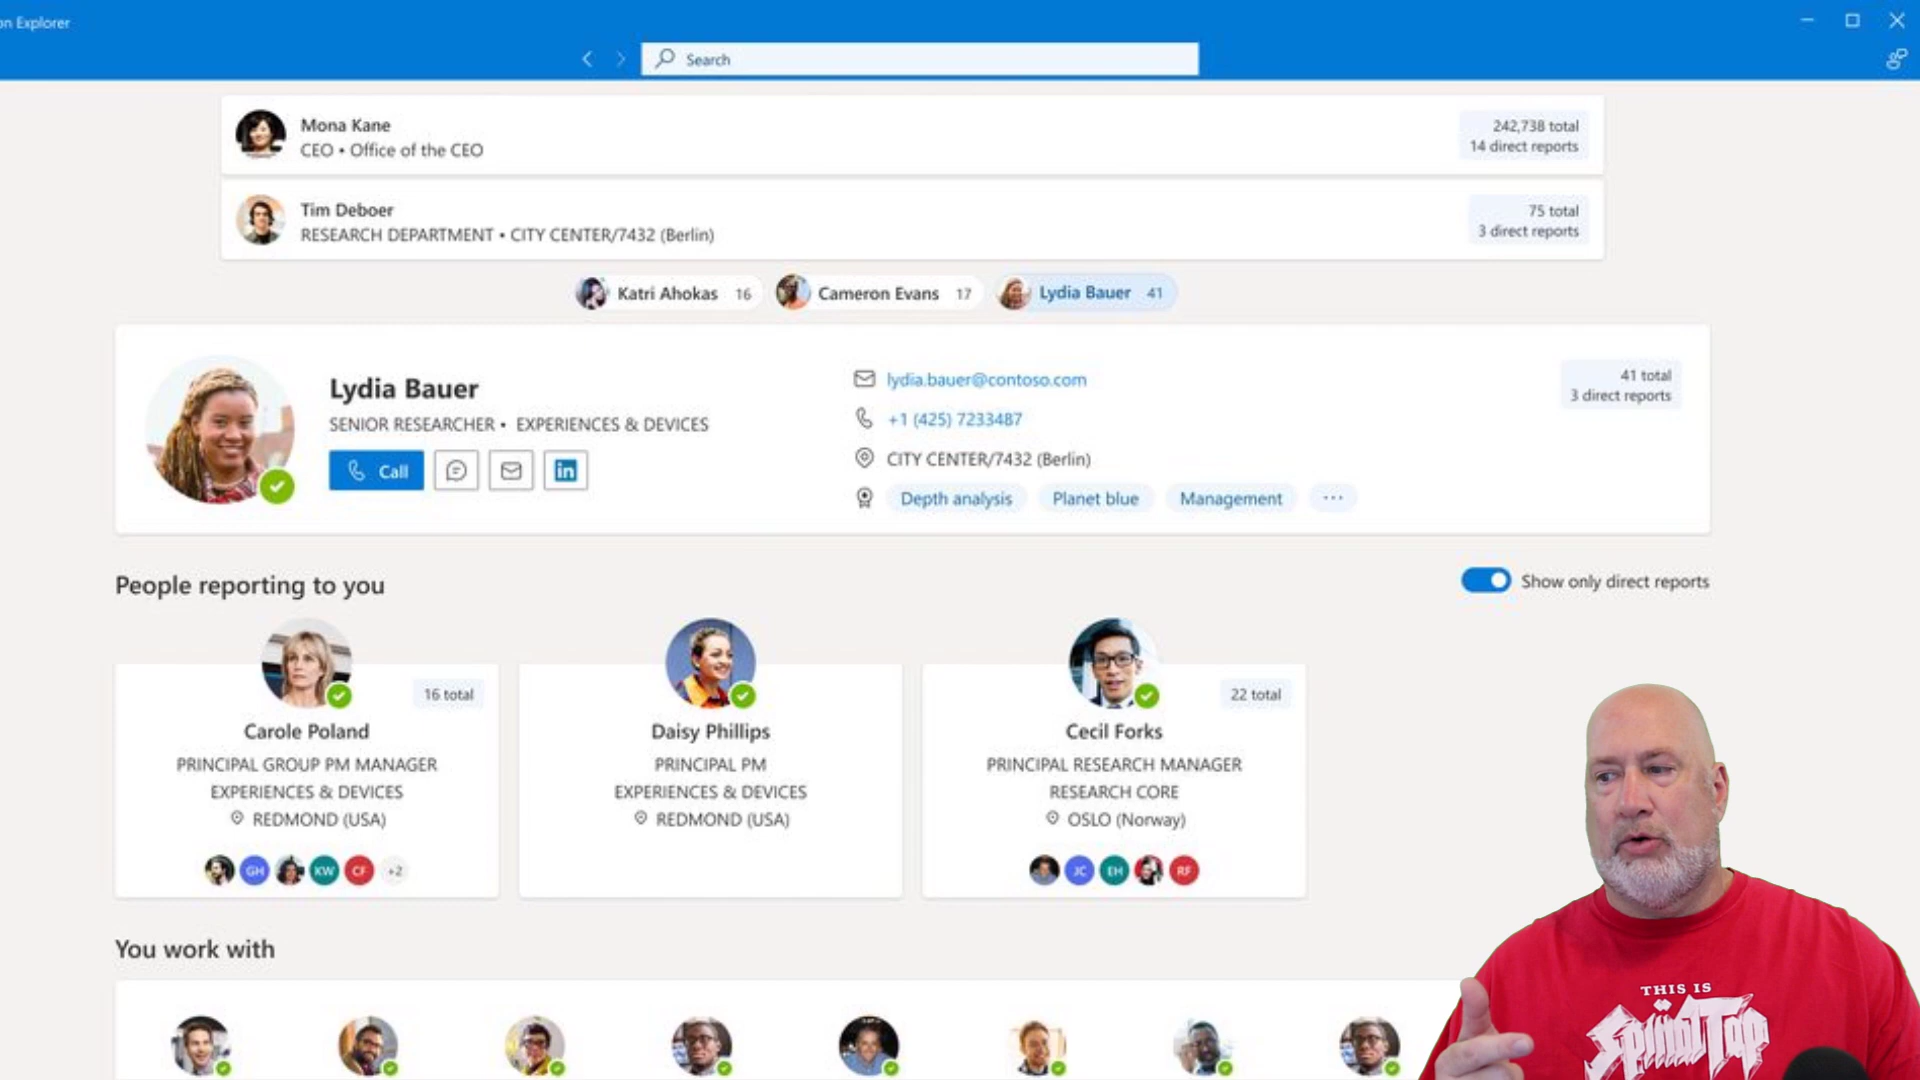 on Explorer
Search
Mona Kane
CEO • Office of the CEO
242,738 total
14 direct reports
Tim Deboer
RESEARCH DEPARTMENT • CITY CENTER/7432 (Berlin)
75 total
3 direct reports
Katri Ahokas 16
Cameron Evans 17
Lydia Bauer 41
Lydia Bauer
SENIOR RESEARCHER • EXPERIENCES & DEVICES
Call
in
lydia.bauer@contoso.com
+1 (425) 7233487
CITY CENTER/7432 (Berlin)
Depth analysis Planet blue Management ...
41 total
3 direct reports
People reporting to you
Show only direct reports
16 total
Carole Poland
PRINCIPAL GROUP PM MANAGER
EXPERIENCES & DEVICES
REDMOND (USA)
GH KW CF +2
Daisy Phillips
PRINCIPAL PM
EXPERIENCES & DEVICES
REDMOND (USA)
22 total
Cecil Forks
PRINCIPAL RESEARCH MANAGER
RESEARCH CORE
OSLO (Norway)
JC EH RF
You work with
THIS IS
Spın̈al Tap